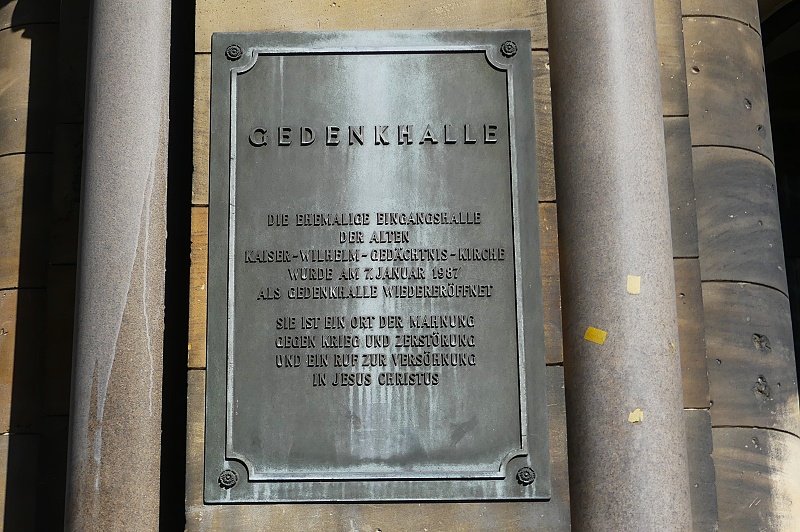 GEDENKHALLE
DIE EHEMALIGE EINGANGSHALLE
DER ALTEN
KAISER-WILHELM-GEDÄCHTNIS-KIRCHE
WURDE AM 7. JANUAR 1987
ALS GEDENKHALLE WIEDERERÖFFNET
SIE IST EIN ORT DER MAHNUNG
GEGEN KRIEG UND ZERSTÖRUNG
UND EIN RUF ZUR VERSÖHNUNG
IN JESUS CHRISTUS